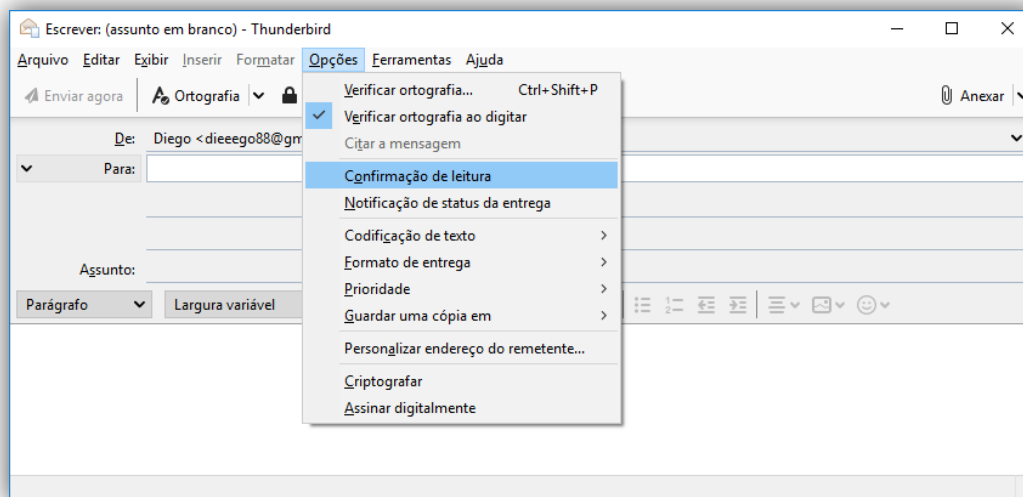 Escrever: (assunto em branco) - Thunderbird
Arquivo Editar Exibir Inserir Formatar Opções Ferramentas Ajuda
Enviar agora Ortografia Anexar
Verificar ortografia... Ctrl+Shift+P
Verificar ortografia ao digitar
De: Diego <dieeego88@gm
Citar a mensagem
Para:
Confirmação de leitura
Notificação de status da entrega
Codificação de texto
Formato de entrega
Assunto:
Prioridade
Parágrafo Largura variável
Guardar uma cópia em
Personalizar endereço do remetente...
Criptografar
Assinar digitalmente